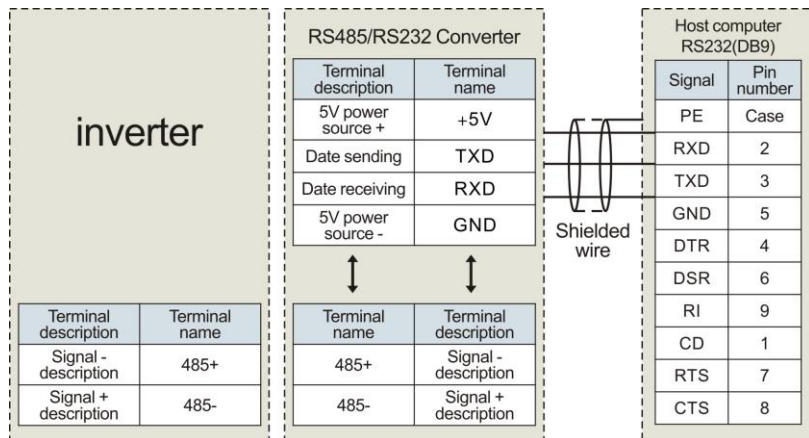 inverter
Terminal description Terminal name
Signal - description 485+
Signal + description 485-
RS485/RS232 Converter
Terminal description Terminal name
5V power source + +5V
Date sending TXD
Date receiving RXD
5V power source - GND
Terminal name Terminal description
485+ Signal - description
485- Signal + description
Shielded
wire
Host computer
RS232(DB9)
Signal Pin number
PE Case
RXD 2
TXD 3
GND 5
DTR 4
DSR 6
RI 9
CD 1
RTS 7
CTS 8